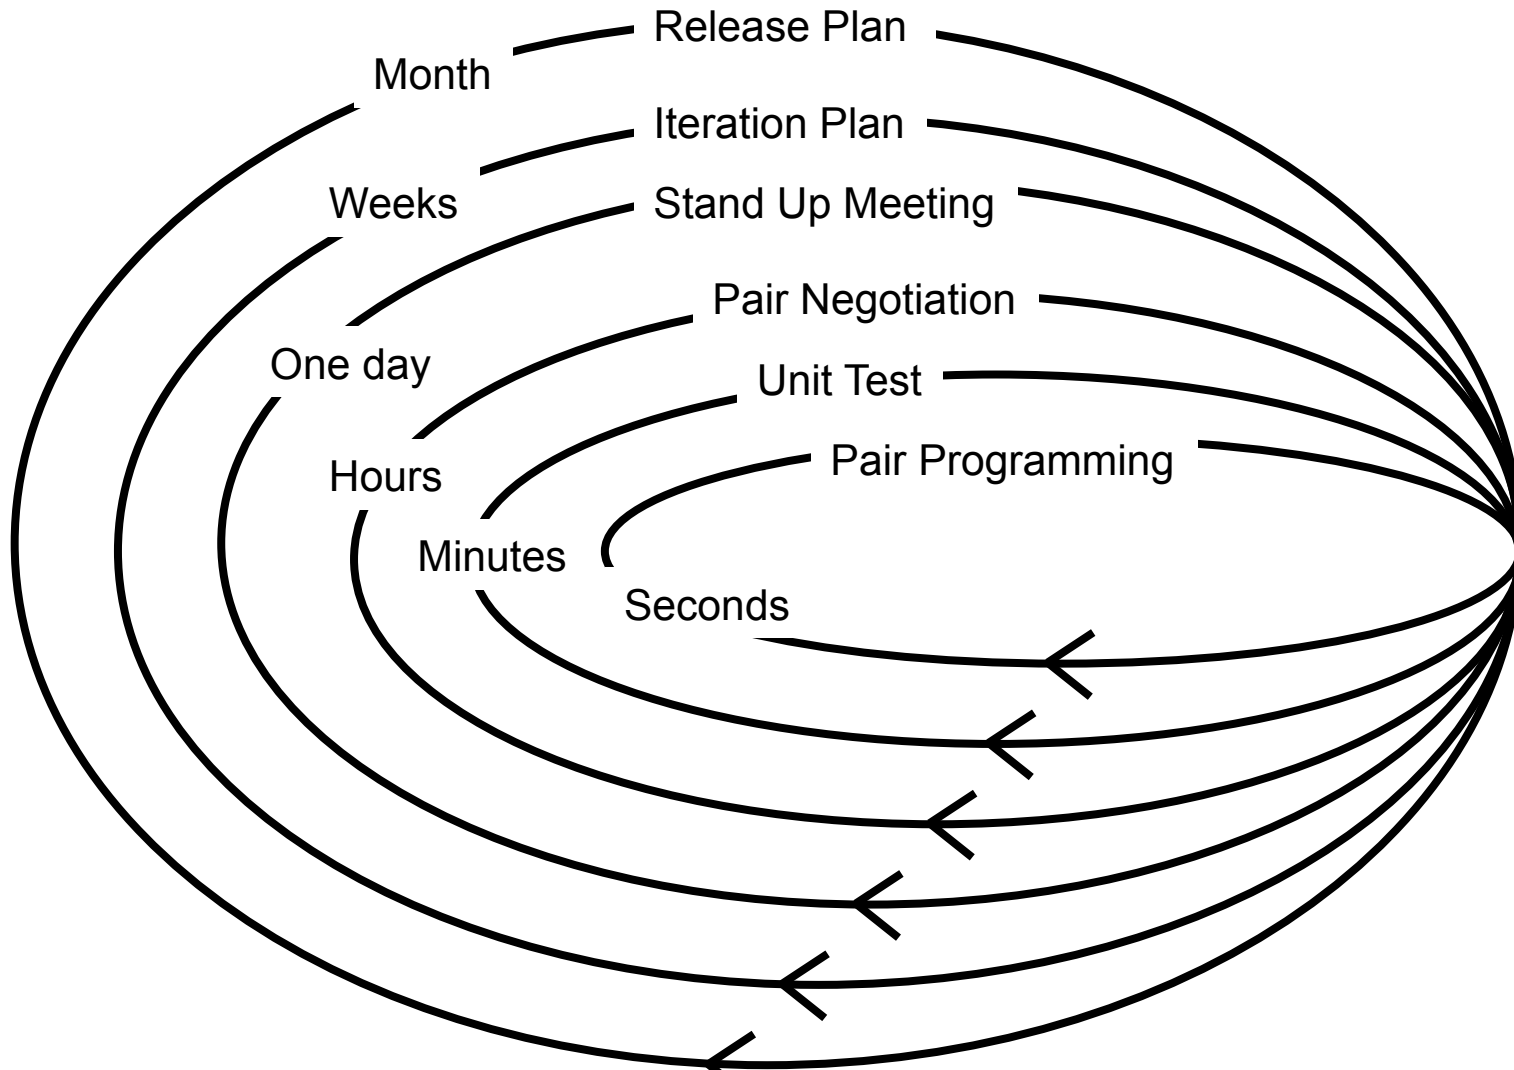 Release Plan
Month
Iteration Plan
Weeks
Stand Up Meeting
Pair Negotiation
One day
Unit Test
Pair Programming
Hours
Minutes
Seconds